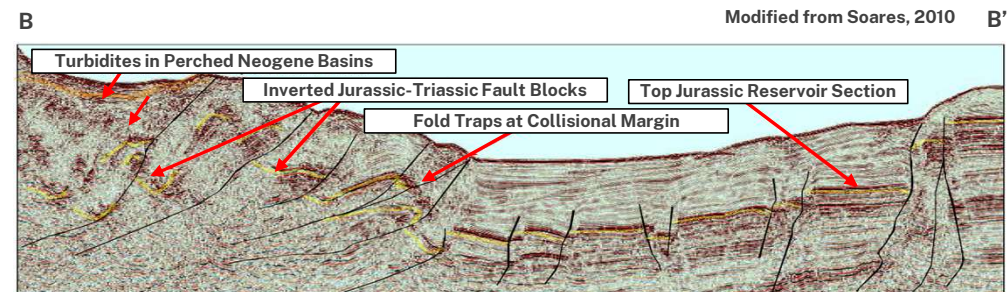 B
Modified from Soares, 2010
B’
Turbidites in Perched Neogene Basins
Inverted Jurassic-Triassic Fault Blocks
Top Jurassic Reservoir Section
Fold Traps at Collisional Margin